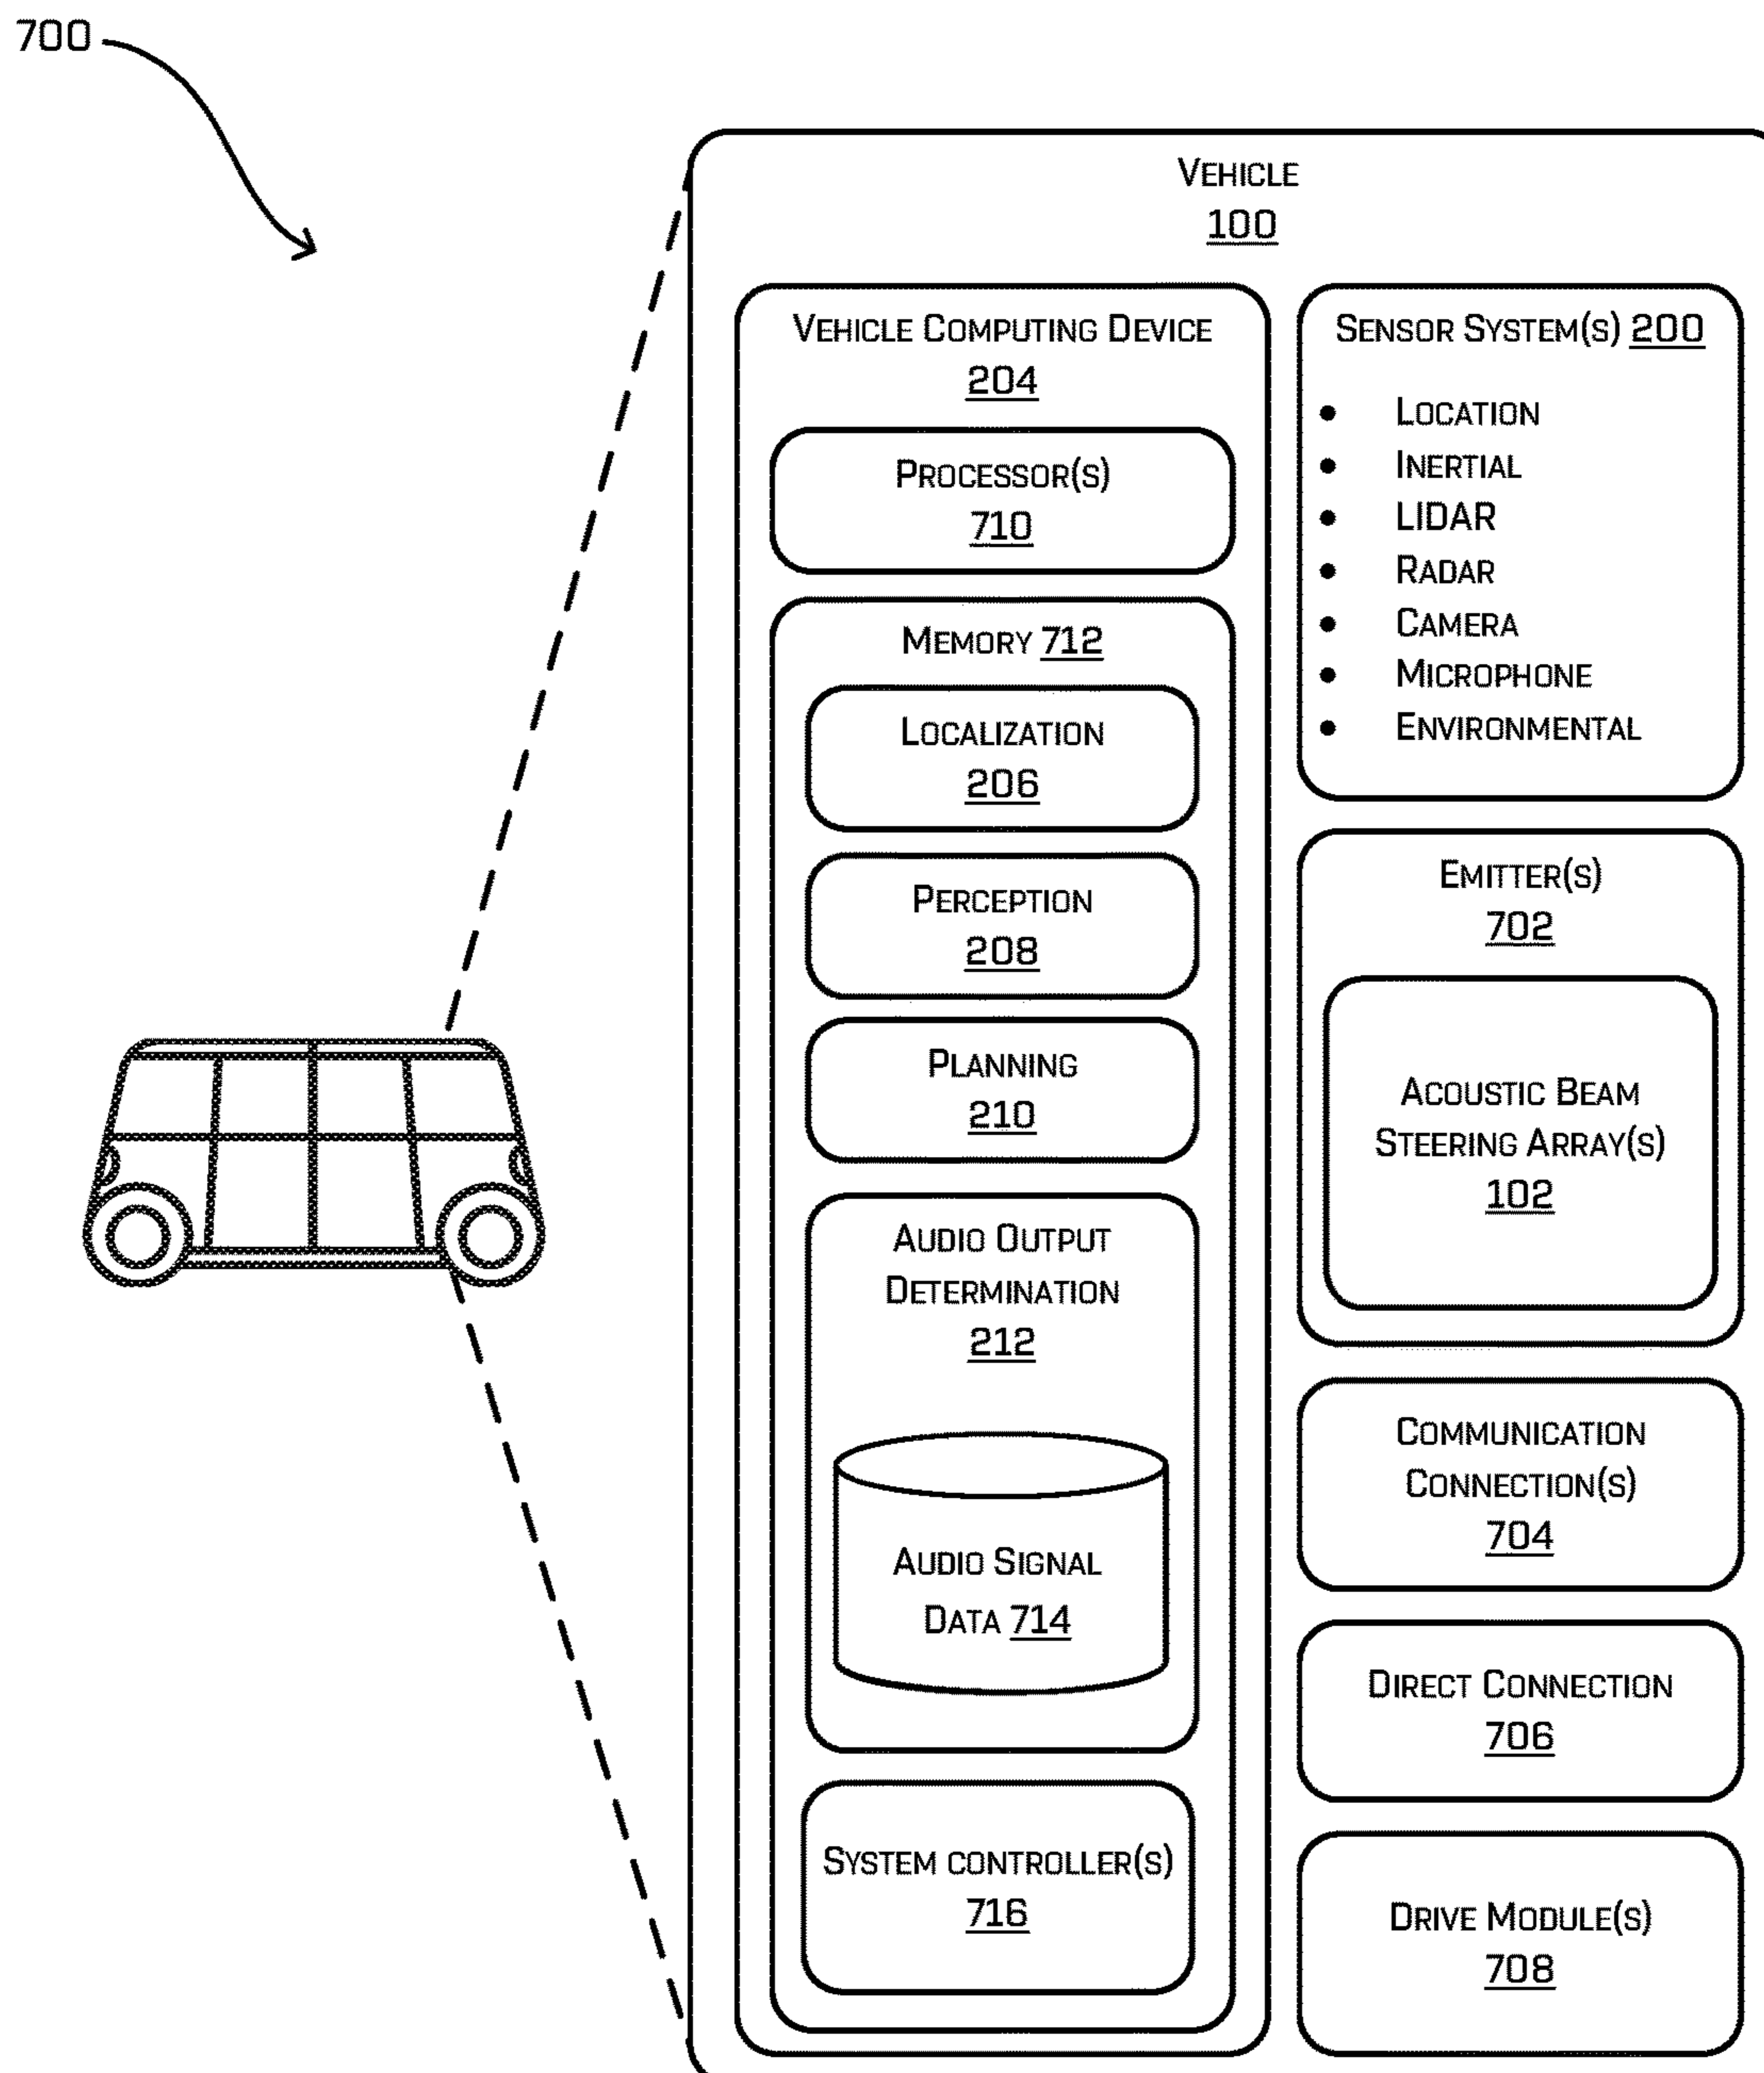 700
VEHICLE
100
VEHICLE COMPUTING DEVICE
204
PROCESSOR(S)
710
MEMORY 712
LOCALIZATION
206
PERCEPTION
208
PLANNING
210
AUDIO OUTPUT
DETERMINATION
212
AUDIO SIGNAL
DATA 714
SYSTEM CONTROLLER(S)
716
SENSOR SYSTEM(S) 200
• LOCATION
• INERTIAL
• LIDAR
• RADAR
• CAMERA
• MICROPHONE
• ENVIRONMENTAL
EMITTER(S)
702
ACOUSTIC BEAM
STEERING ARRAY(S)
102
COMMUNICATION
CONNECTION(S)
704
DIRECT CONNECTION
706
DRIVE MODULE(S)
708